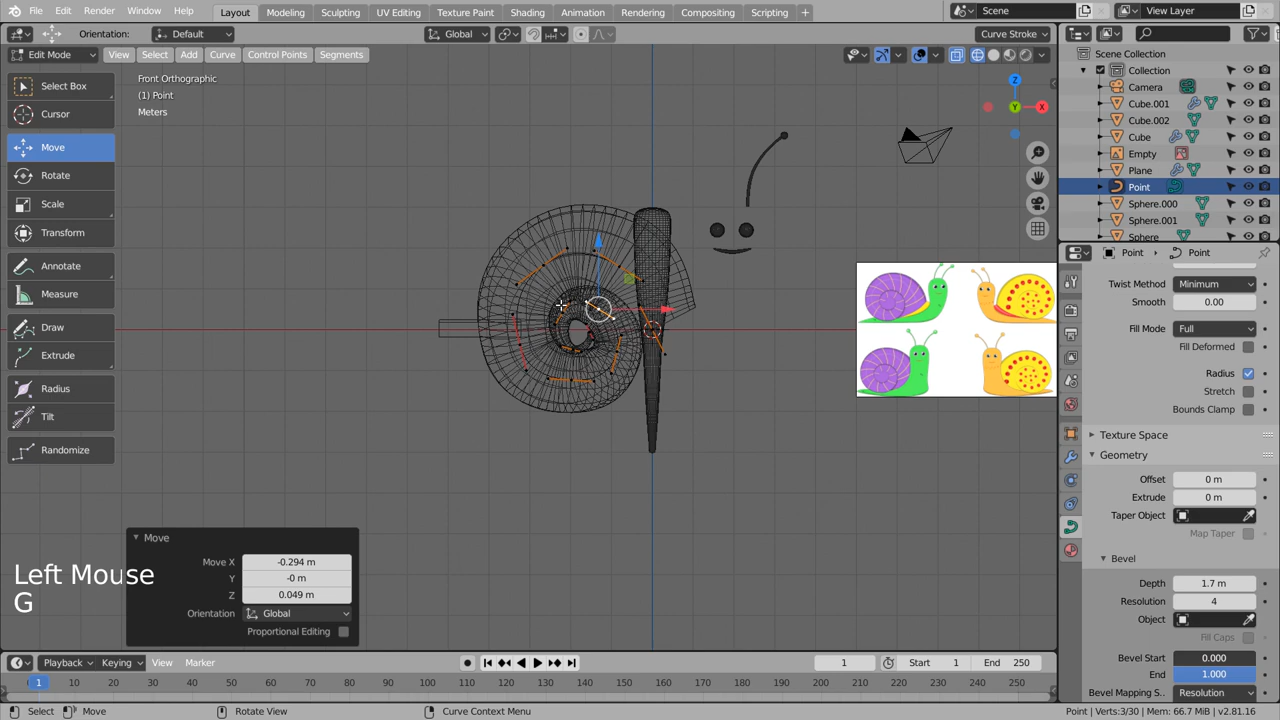 File Edit Render Window Help Layout Modeling Sculpting UV Editing Texture Paint Shading Animation Rendering Compositing Scripting + Scene View Layer
Orientation: Default Global Curve Stroke
Edit Mode View Select Add Curve Control Points Segments
Scene Collection
Collection
Camera
Cube.001
Cube.002
Cube
Empty
Plane
Point
Sphere.000
Sphere.001
Sphere
Select Box
Cursor
Move
Rotate
Scale
Transform
Annotate
Measure
Draw
Extrude
Radius
Tilt
Randomize
Front Orthographic
(1) Point
Meters
Z
Y
X
Point Point
Twist Method Minimum
Smooth 0.00
Fill Mode Full
Fill Deformed
Radius
Stretch
Bounds Clamp
Texture Space
Geometry
Offset 0 m
Extrude 0 m
Taper Object
Map Taper
Bevel
Depth 1.7 m
Resolution 4
Object
Fill Caps
Bevel Start 0.000
End 1.000
Bevel Mapping S.. Resolution
Left Mouse
G
Move
Move X -0.294 m
Y -0 m
Z 0.049 m
Orientation Global
Proportional Editing
Playback Keying View Marker 1 Start 1 End 250
1 10 20 30 40 50 60 70 80 90 100 110 120 130 140 150 160 170 180 190 200 210 220 230 240 250
Select Move Rotate View Curve Context Menu Point | Verts:3/30 | Mem: 66.7 MiB | v2.81.16